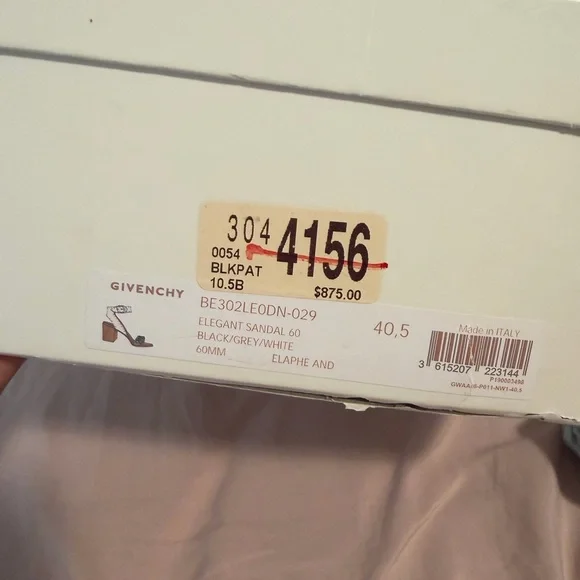 304 4156
0054
BLKPAT
10.5B $875.00
GIVENCHY
BE302LE0DN-029
ELEGANT SANDAL 60
BLACK/GREY/WHITE
60MM ELAPHE AND
40,5
Made in ITALY
3 615207 223144